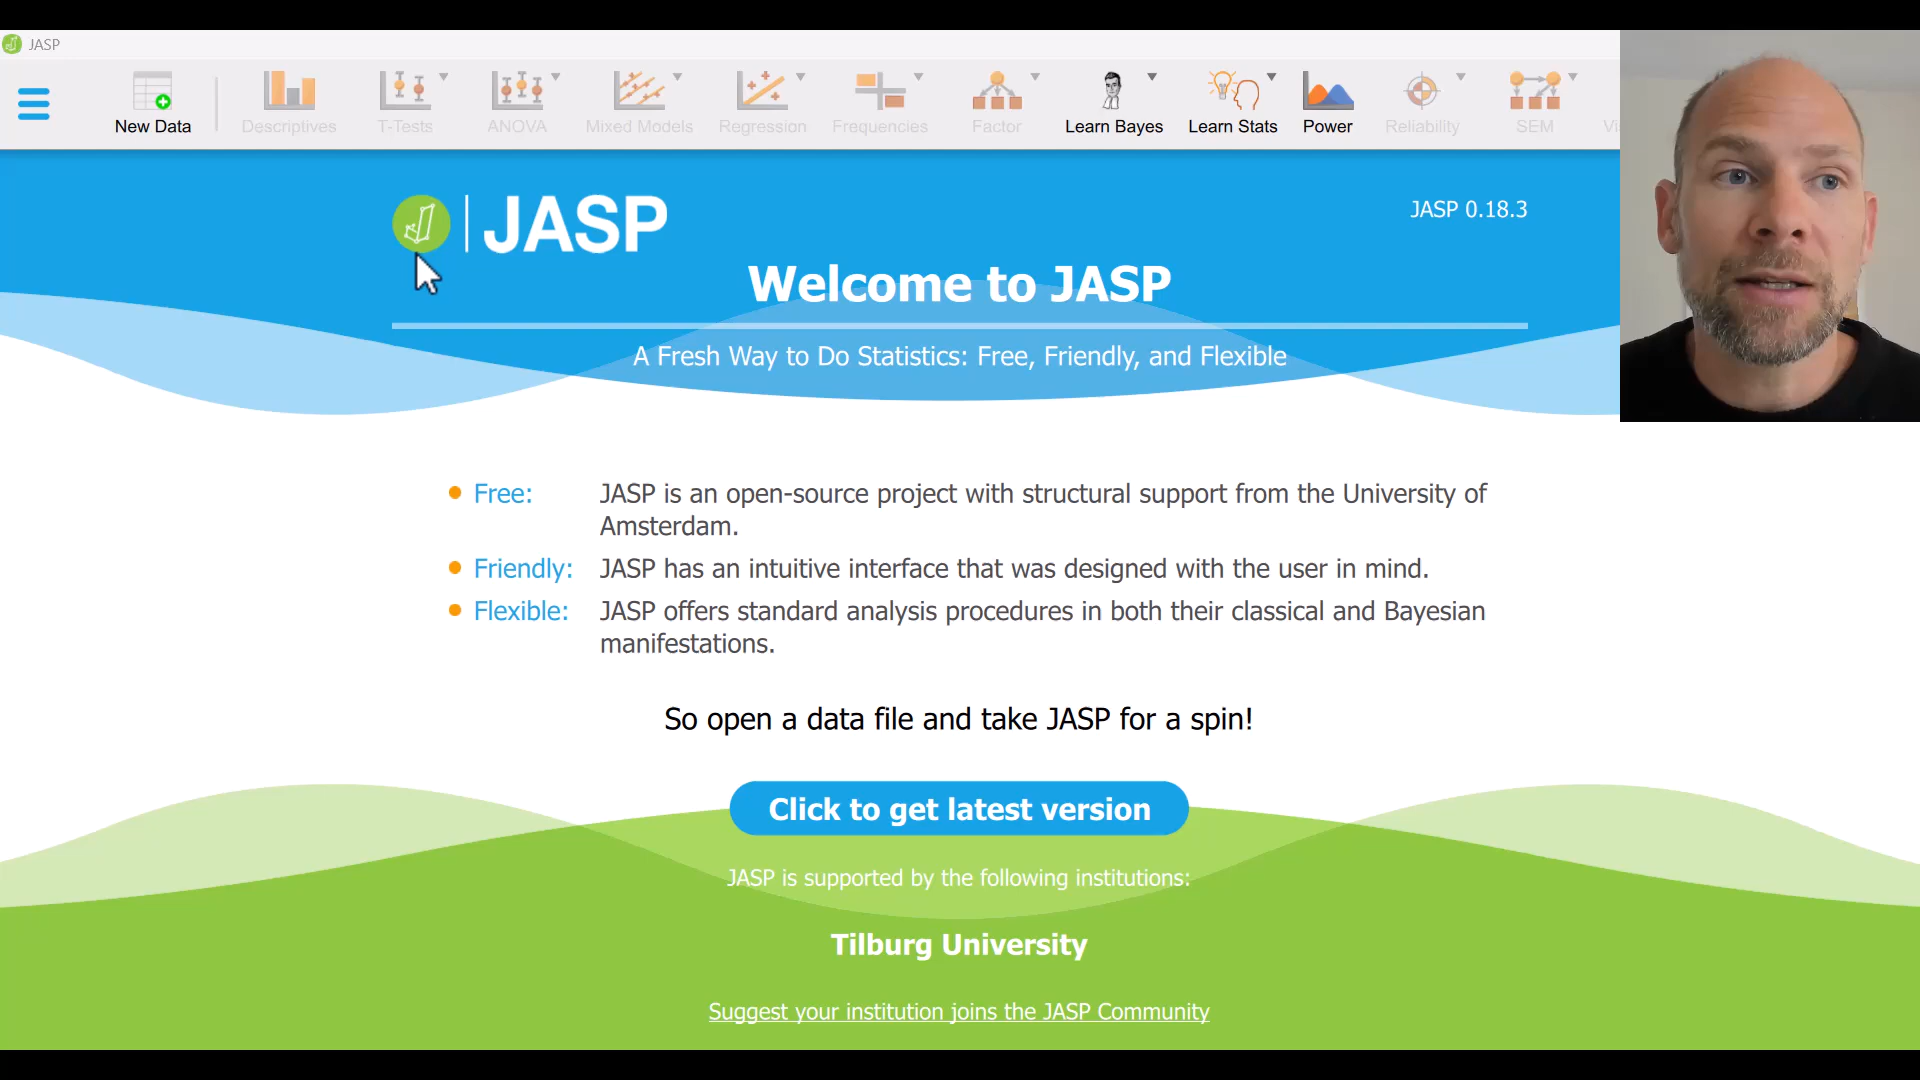 JASP
New Data
Descriptives
T-Tests
ANOVA
Mixed Models
Regression
Frequencies
Factor
Learn Bayes
Learn Stats
Power
Reliability
SEM
JASP
JASP 0.18.3
Welcome to JASP
A Fresh Way to Do Statistics: Free, Friendly, and Flexible
Free: JASP is an open-source project with structural support from the University of
Amsterdam.
Friendly: JASP has an intuitive interface that was designed with the user in mind.
Flexible: JASP offers standard analysis procedures in both their classical and Bayesian
manifestations.
So open a data file and take JASP for a spin!
Click to get latest version
JASP is supported by the following institutions:
Tilburg University
Suggest your institution joins the JASP Community